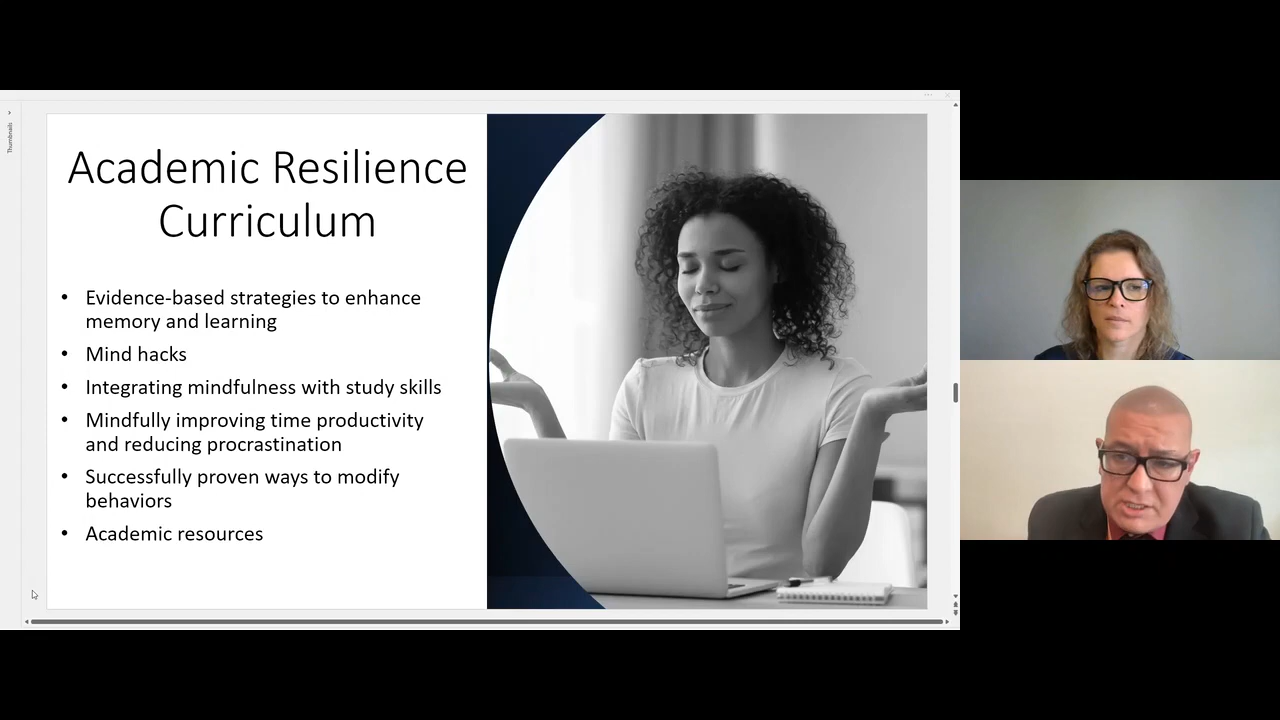 Thumbnails
Academic Resilience
Curriculum
• Evidence-based strategies to enhance
memory and learning
• Mind hacks
• Integrating mindfulness with study skills
• Mindfully improving time productivity
and reducing procrastination
• Successfully proven ways to modify
behaviors
• Academic resources